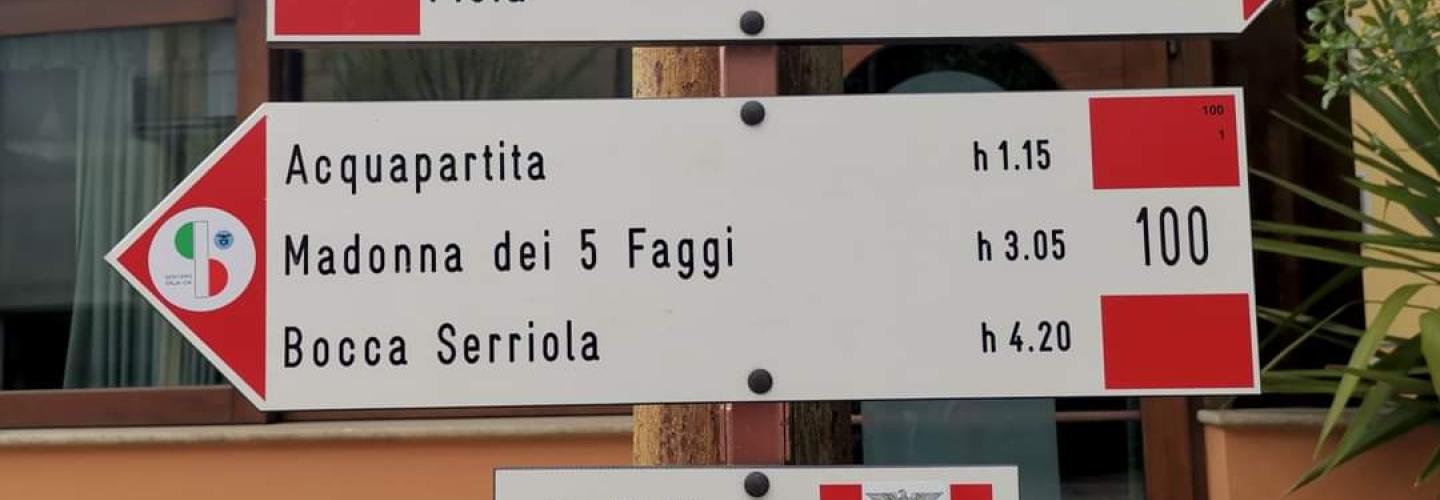 100
1
Acquapartita h 1.15
Madonna dei 5 Faggi h 3.05
100
Bocca Serriola h 4.20